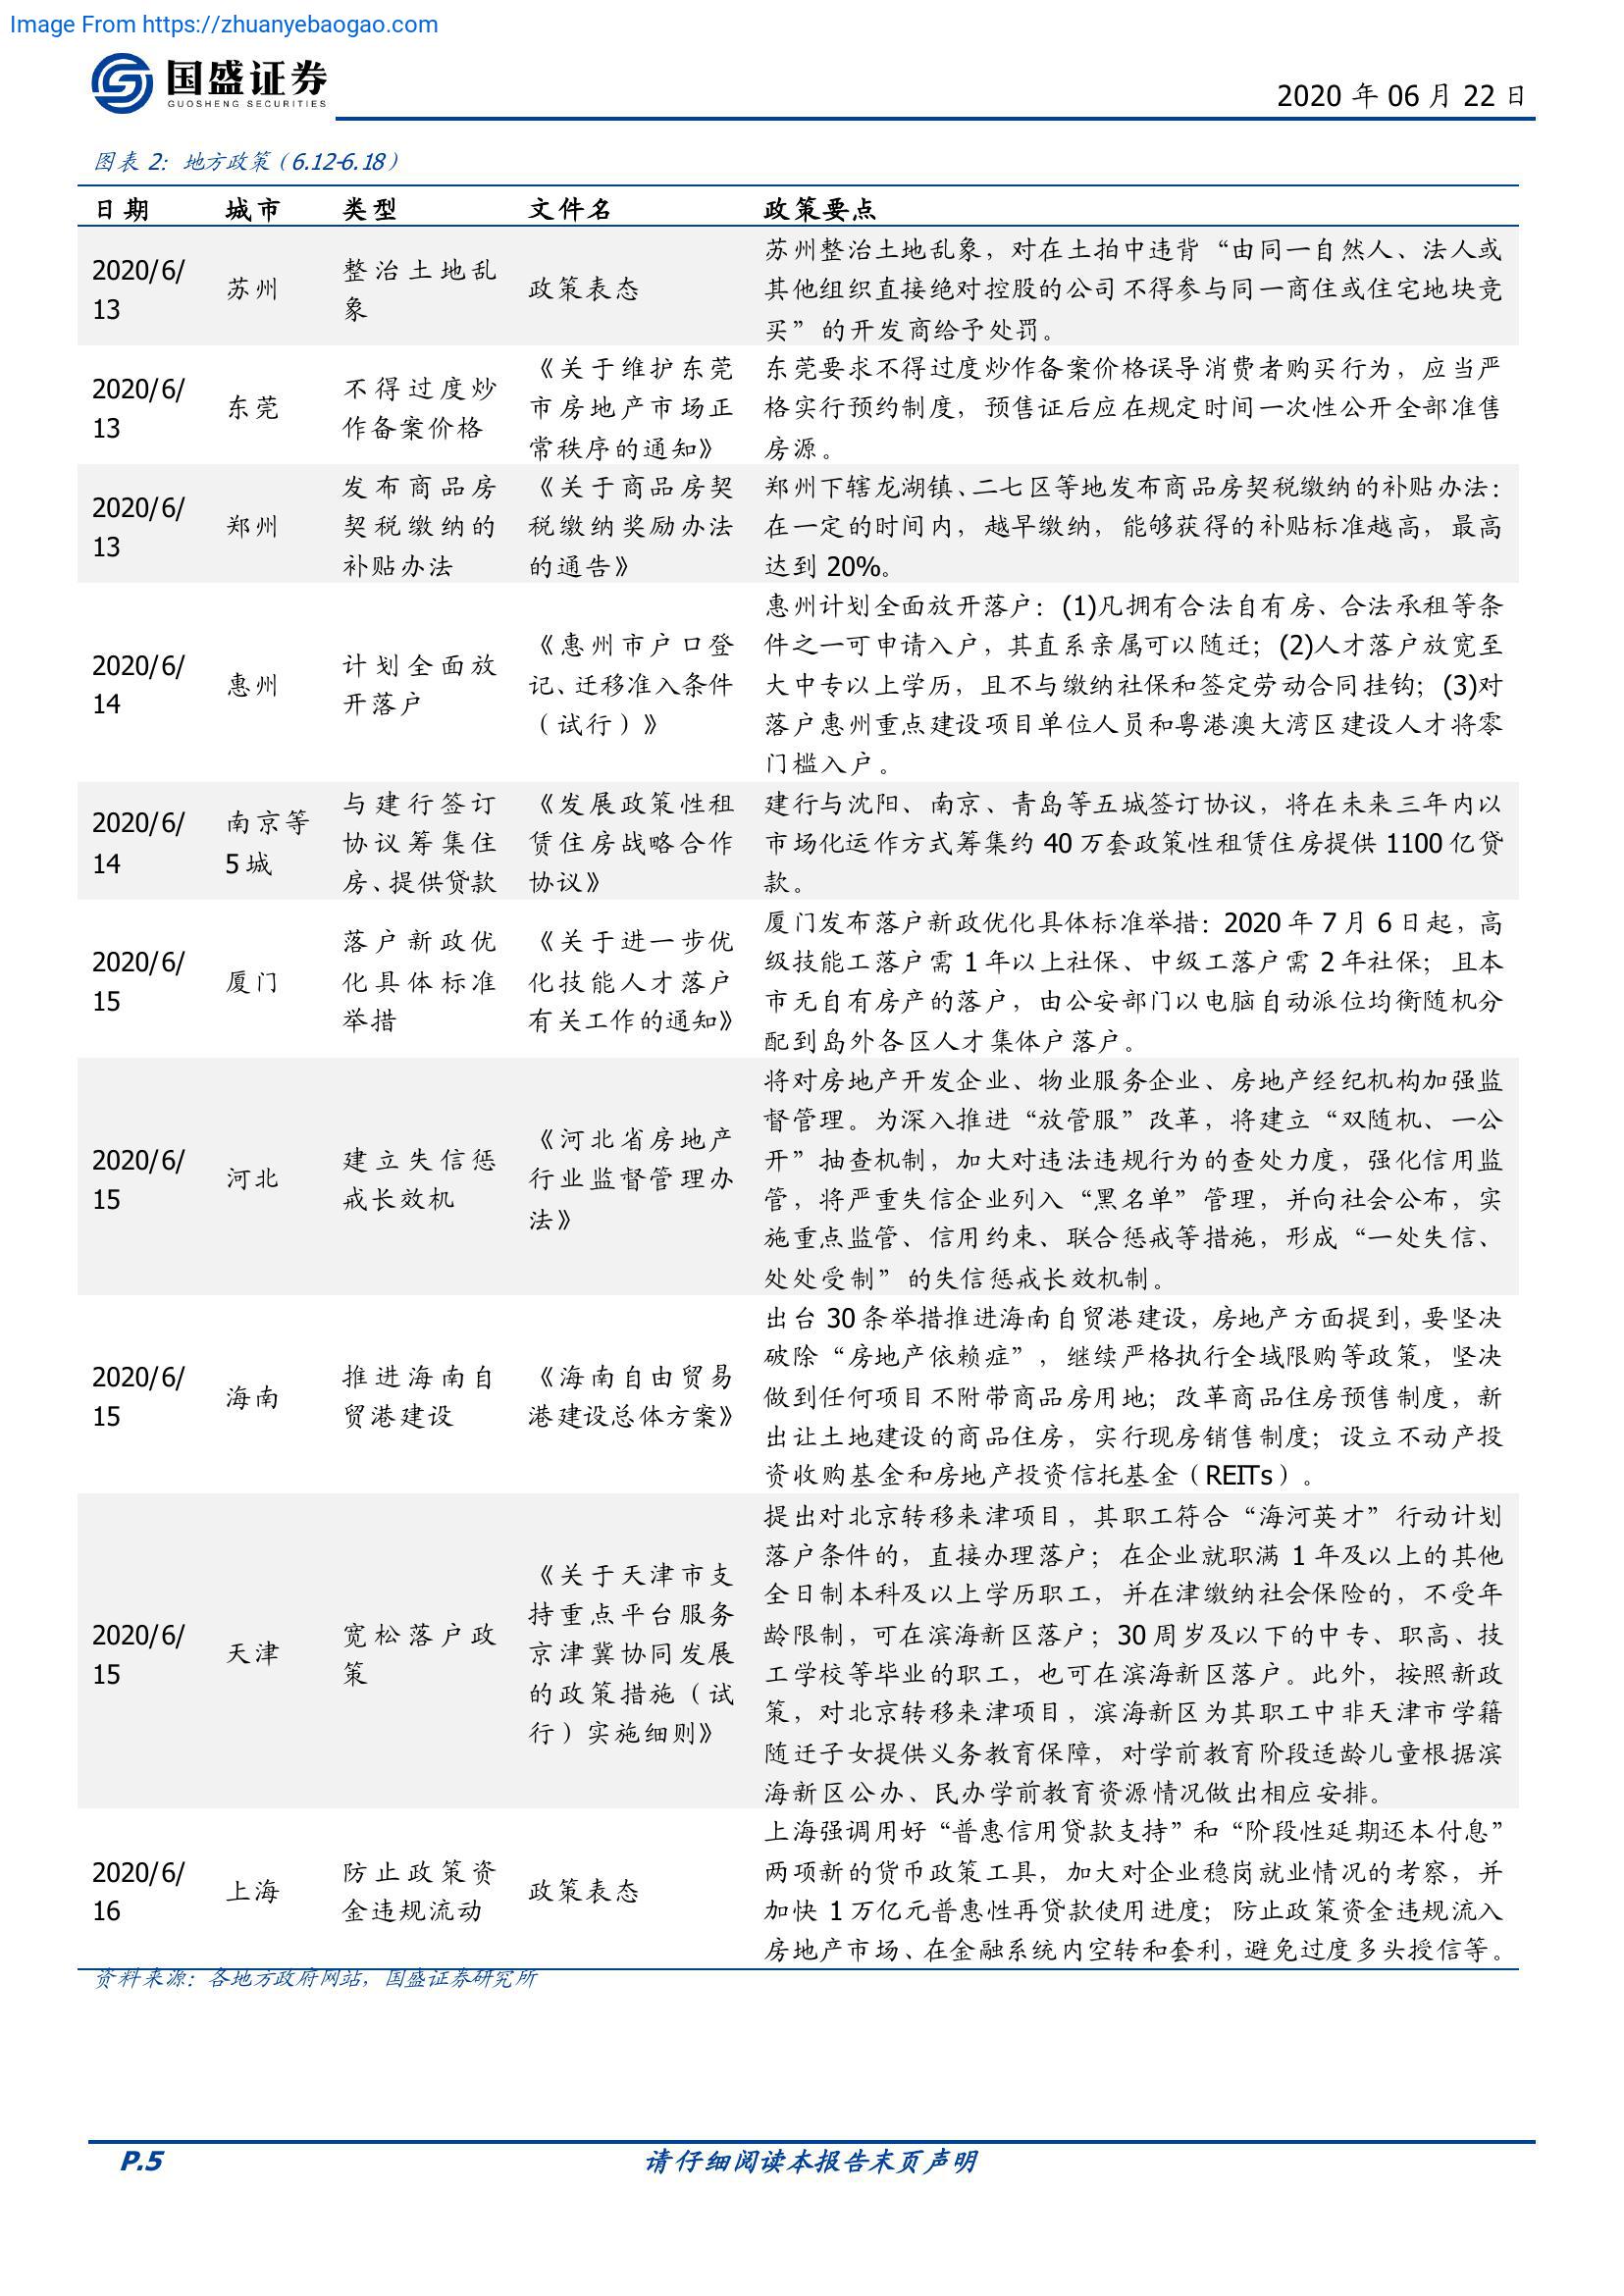 Image From https://zhuanyebaogao.com
国盛证券
GUOSHENG SECURITIES
2020 年 06 月 22 日
图表 2：地方政策（6.12-6.18）
日期 城市 类型 文件名 政策要点
2020/6/
13
苏州
整治土地乱
象
政策表态
苏州整治土地乱象，对在土拍中违背“由同一自然人、法人或
其他组织直接绝对控股的公司不得参与同一商住或住宅地块竞
买”的开发商给予处罚。
2020/6/
13
东莞
不得过度炒
作备案价格
《关于维护东莞
市房地产市场正
常秩序的通知》
东莞要求不得过度炒作备案价格误导消费者购买行为，应当严
格实行预约制度，预售证后应在规定时间一次性公开全部准售
房源。
2020/6/
13
郑州
发布商品房
契税缴纳的
补贴办法
《关于商品房契
税缴纳奖励办法
的通告》
郑州下辖龙湖镇、二七区等地发布商品房契税缴纳的补贴办法：
在一定的时间内，越早缴纳，能够获得的补贴标准越高，最高
达到 20%。
2020/6/
14
惠州
计划全面放
开落户
《惠州市户口登
记、迁移准入条件
（试行）》
惠州计划全面放开落户：(1)凡拥有合法自有房、合法承租等条
件之一可申请入户，其直系亲属可以随迁；(2)人才落户放宽至
大中专以上学历，且不与缴纳社保和签定劳动合同挂钩；(3)对
落户惠州重点建设项目单位人员和粤港澳大湾区建设人才将零
门槛入户。
2020/6/
14
南京等
5 城
与建行签订
协议筹集住
房、提供贷款
《发展政策性租
赁住房战略合作
协议》
建行与沈阳、南京、青岛等五城签订协议，将在未来三年内以
市场化运作方式筹集约 40 万套政策性租赁住房提供 1100 亿贷
款。
2020/6/
15
厦门
落户新政优
化具体标准
举措
《关于进一步优
化技能人才落户
有关工作的通知》
厦门发布落户新政优化具体标准举措：2020 年 7 月 6 日起，高
级技能工落户需 1 年以上社保、中级工落户需 2 年社保；且本
市无自有房产的落户，由公安部门以电脑自动派位均衡随机分
配到岛外各区人才集体户落户。
2020/6/
15
河北
建立失信惩
戒长效机
《河北省房地产
行业监督管理办
法》
将对房地产开发企业、物业服务企业、房地产经纪机构加强监
督管理。为深入推进“放管服”改革，将建立“双随机、一公
开”抽查机制，加大对违法违规行为的查处力度，强化信用监
管，将严重失信企业列入“黑名单”管理，并向社会公布，实
施重点监管、信用约束、联合惩戒等措施，形成“一处失信、
处处受制”的失信惩戒长效机制。
2020/6/
15
海南
推进海南自
贸港建设
《海南自由贸易
港建设总体方案》
出台 30 条举措推进海南自贸港建设，房地产方面提到，要坚决
破除“房地产依赖症”，继续严格执行全域限购等政策，坚决
做到任何项目不附带商品房用地；改革商品住房预售制度，新
出让土地建设的商品住房，实行现房销售制度；设立不动产投
资收购基金和房地产投资信托基金（REITs）。
2020/6/
15
天津
宽松落户政
策
《关于天津市支
持重点平台服务
京津冀协同发展
的政策措施（试
行）实施细则》
提出对北京转移来津项目，其职工符合“海河英才”行动计划
落户条件的，直接办理落户；在企业就职满 1 年及以上的其他
全日制本科及以上学历职工，并在津缴纳社会保险的，不受年
龄限制，可在滨海新区落户；30 周岁及以下的中专、职高、技
工学校等毕业的职工，也可在滨海新区落户。此外，按照新政
策，对北京转移来津项目，滨海新区为其职工中非天津市学籍
随迁子女提供义务教育保障，对学前教育阶段适龄儿童根据滨
海新区公办、民办学前教育资源情况做出相应安排。
2020/6/
16
上海
防止政策资
金违规流动
政策表态
上海强调用好“普惠信用贷款支持”和“阶段性延期还本付息”
两项新的货币政策工具，加大对企业稳岗就业情况的考察，并
加快 1 万亿元普惠性再贷款使用进度；防止政策资金违规流入
房地产市场、在金融系统内空转和套利，避免过度多头授信等。
资料来源：各地方政府网站，国盛证券研究所
P.5
请仔细阅读本报告末页声明